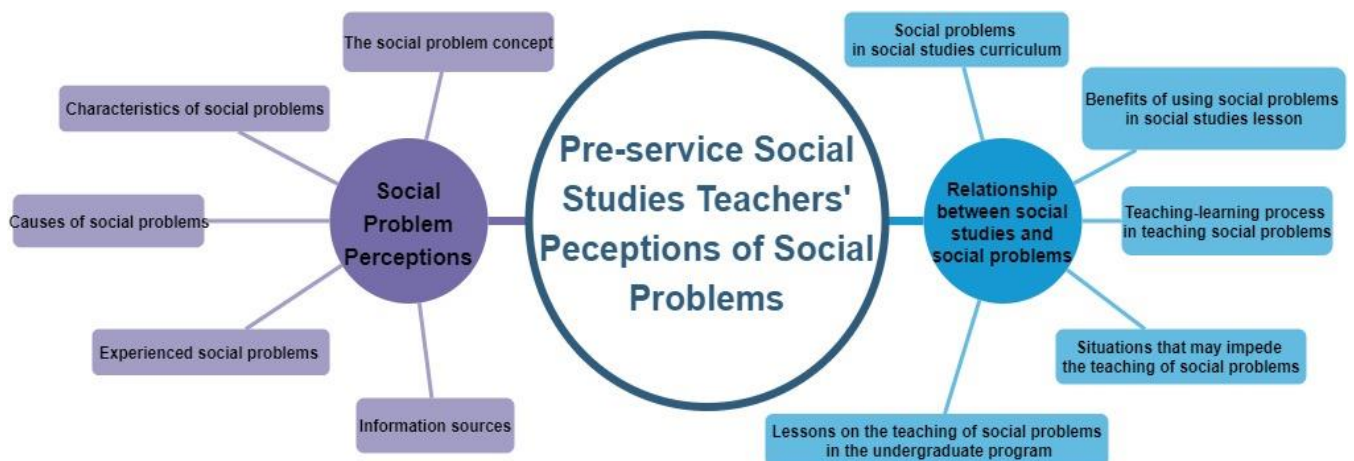 The social problem concept
Characteristics of social problems
Causes of social problems
Experienced social problems
Information sources
Social
Problem
Perceptions
Pre-service Social
Studies Teachers'
Peceptions of Social
Problems
Relationship
between social
studies and
social problems
Social problems
in social studies curriculum
Benefits of using social problems
in social studies lesson
Teaching-learning process
in teaching social problems
Situations that may impede
the teaching of social problems
Lessons on the teaching of social problems
in the undergraduate program